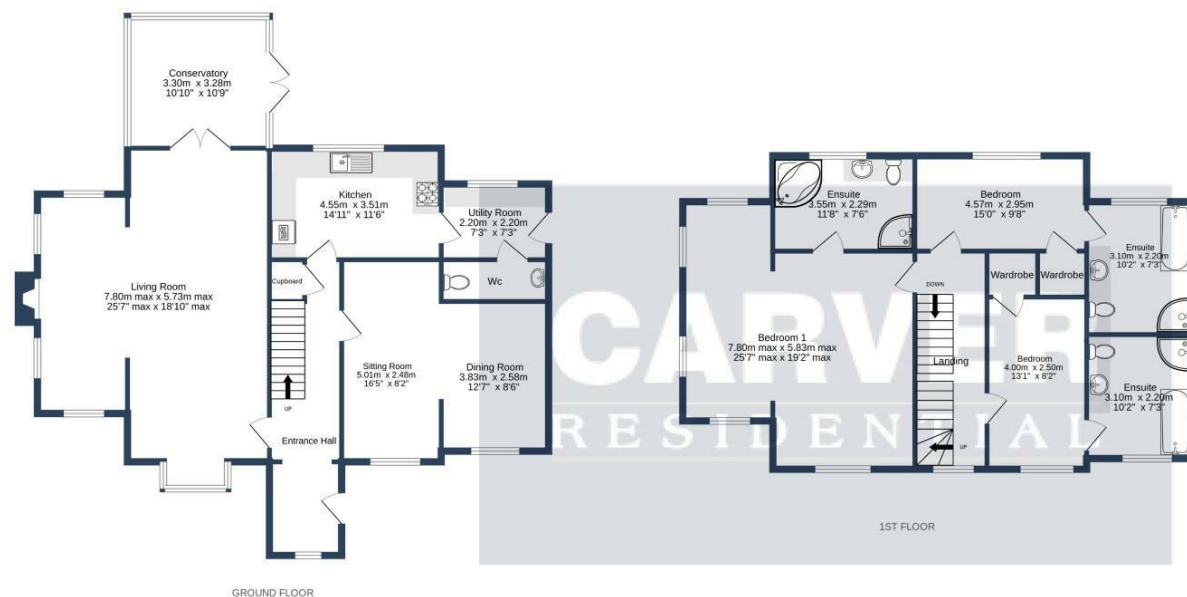 Conservatory
3.30m x 3.28m
10'10" x 10'9"
Kitchen
4.55m x 3.51m
14'11" x 11'6"
Utility Room
2.20m x 2.20m
7'3" x 7'3"
Living Room
7.80m max x 5.73m max
25'7" max x 18'10" max
Cupboard
Wc
Sitting Room
5.01m x 2.48m
16'5" x 8'2"
Dining Room
3.83m x 2.58m
12'7" x 8'6"
UP
Entrance Hall
GROUND FLOOR
Ensuite
3.55m x 2.29m
11'8" x 7'6"
Bedroom
4.57m x 2.95m
15'0" x 9'8"
Ensuite
3.10m x 2.20m
10'2" x 7'3"
Wardrobe
Wardrobe
DOWN
Bedroom 1
7.80m max x 5.83m max
25'7" max x 19'2" max
Landing
Bedroom
4.00m x 2.50m
13'1" x 8'2"
Ensuite
3.10m x 2.20m
10'2" x 7'3"
UP
1ST FLOOR
CARVER
RESIDENTIAL